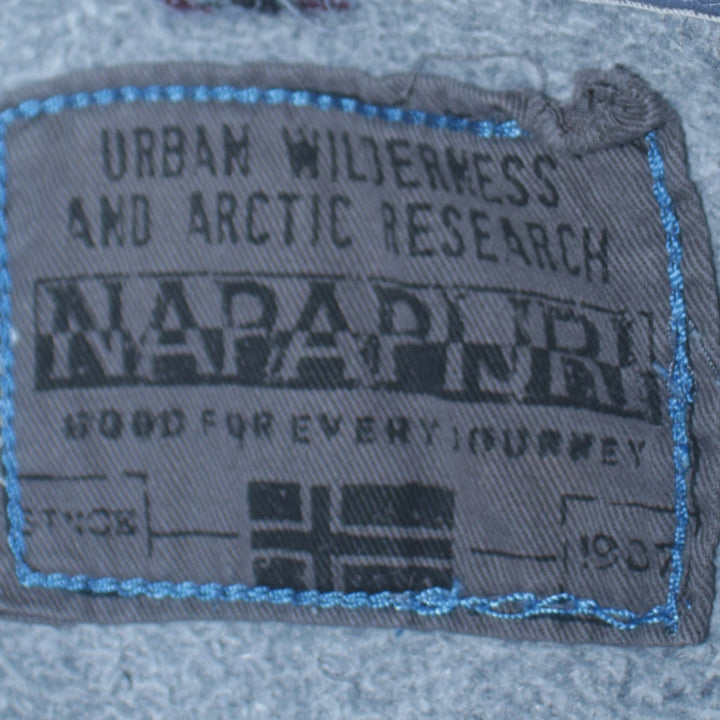 URBAN WILDERNESS
AND ARCTIC RESEARCH
NAPAPIJRI
GOOD FOR EVERY JOURNEY
SINCE 1987